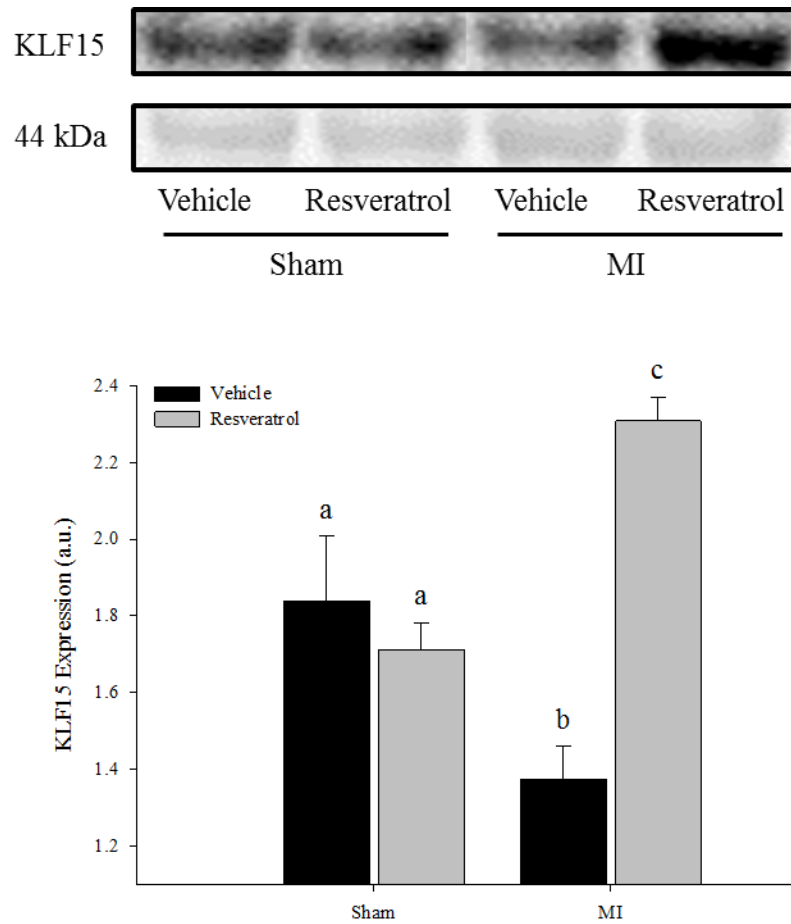 KLF15
44 kDa
Vehicle Resveratrol Vehicle Resveratrol
Sham MI
c
2.4
Vehicle
Resveratrol
2.2
a
2.0
a
1.8
KLF15 Expression (a.u.)
1.6
b
1.4
1.2
Sham MI